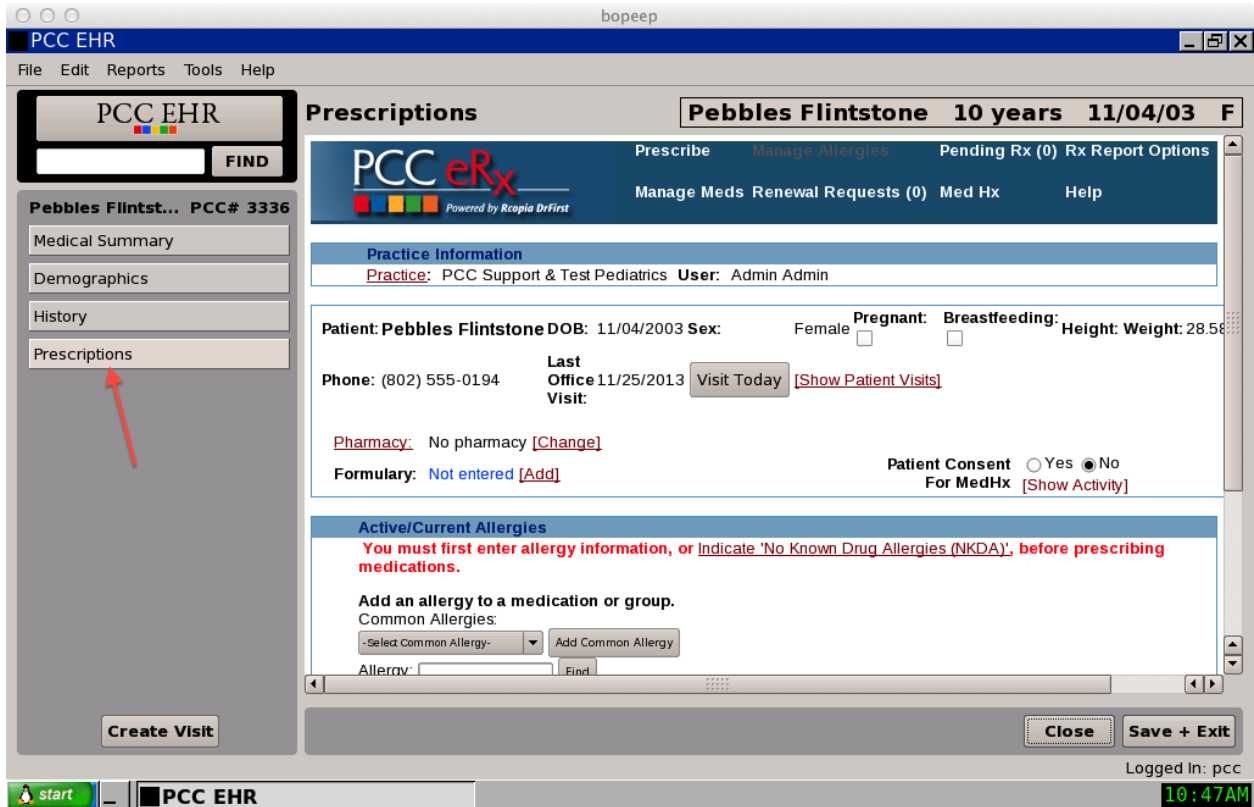 bopeep
PCC EHR
File Edit Reports Tools Help
PCC EHR
FIND
Pebbles Flintst... PCC# 3336
Medical Summary
Demographics
History
Prescriptions
Create Visit
Prescriptions
Pebbles Flintstone 10 years 11/04/03 F
PCC eRx
Powered by Rcopia DrFirst
Prescribe Manage Allergies Pending Rx (0) Rx Report Options
Manage Meds Renewal Requests (0) Med Hx Help
Practice Information
Practice: PCC Support & Test Pediatrics User: Admin Admin
Patient: Pebbles Flintstone DOB: 11/04/2003 Sex: Female Pregnant: Breastfeeding: Height: Weight: 28.58
Phone: (802) 555-0194 Last Office Visit: 11/25/2013 Visit Today [Show Patient Visits]
Pharmacy: No pharmacy [Change]
Formulary: Not entered [Add]
Patient Consent For MedHx Yes No
[Show Activity]
Active/Current Allergies
You must first enter allergy information, or Indicate 'No Known Drug Allergies (NKDA)', before prescribing
medications.
Add an allergy to a medication or group.
Common Allergies:
-Select Common Allergy- Add Common Allergy
Allergy: Find
Close Save + Exit
Logged In: pcc
start _ PCC EHR 10:47AM